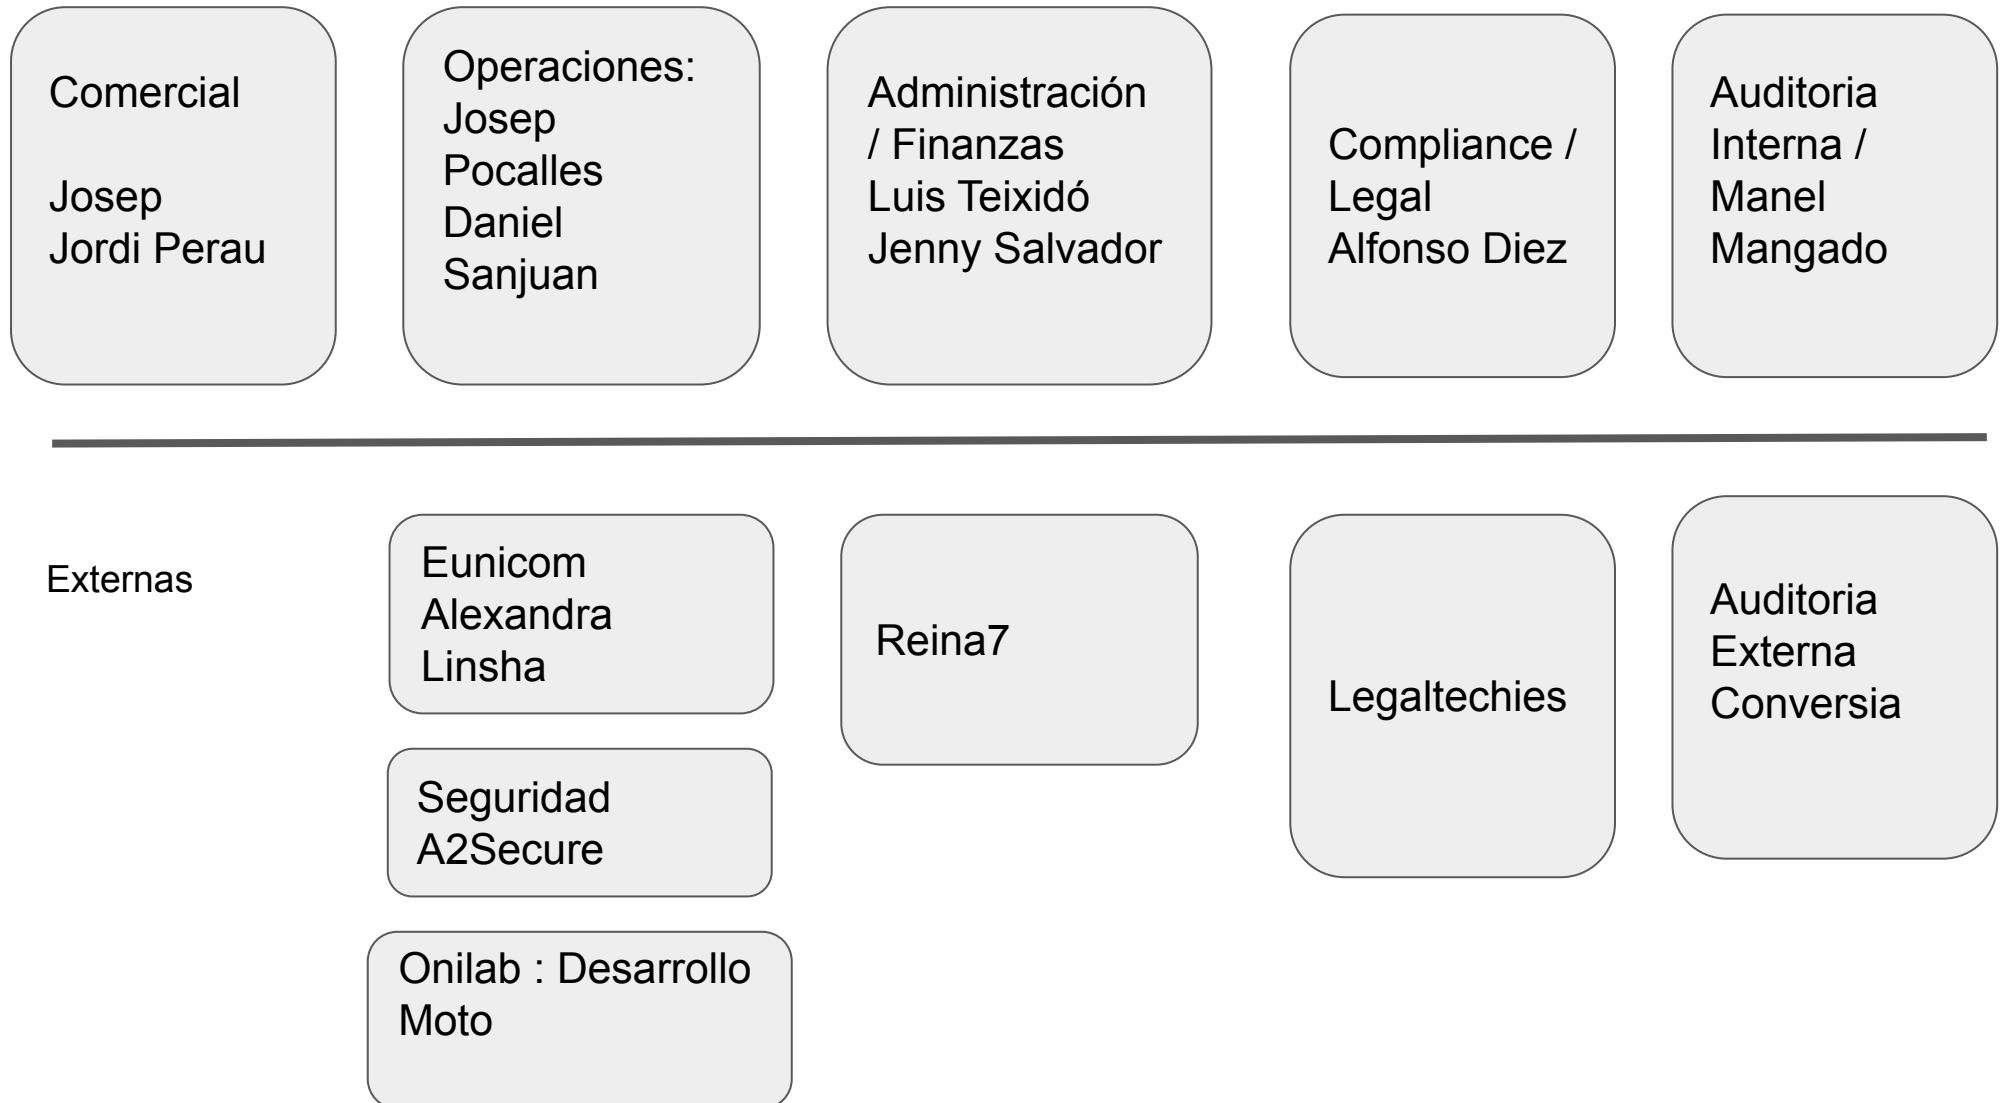 Comercial
Josep
Jordi Perau
Operaciones:
Josep
Pocalles
Daniel
Sanjuan
Administración
/ Finanzas
Luis Teixidó
Jenny Salvador
Compliance /
Legal
Alfonso Diez
Auditoria
Interna /
Manel
Mangado
Externas
Eunicom
Alexandra
Linsha
Seguridad
A2Secure
Onilab : Desarrollo
Moto
Reina7
Legaltechies
Auditoria
Externa
Conversia